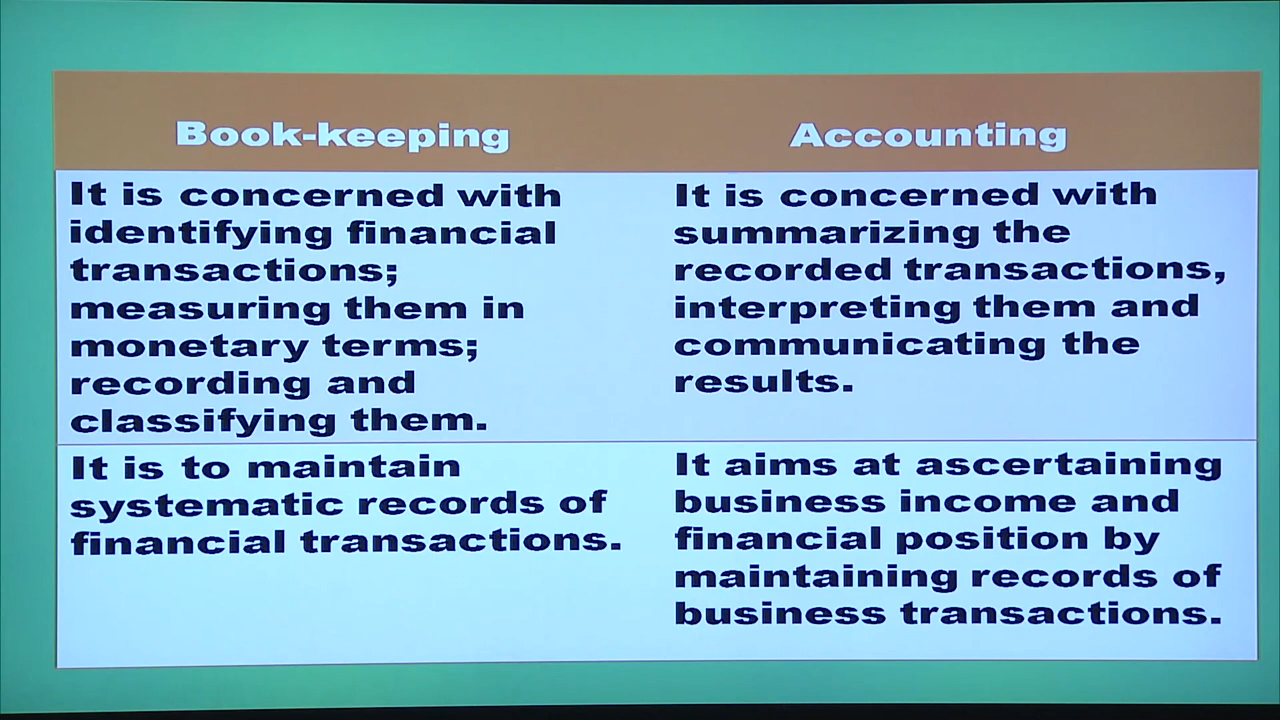 Book-keeping
Accounting
It is concerned with
identifying financial
transactions;
measuring them in
monetary terms;
recording and
classifying them.
It is concerned with
summarizing the
recorded transactions,
interpreting them and
communicating the
results.
It is to maintain
systematic records of
financial transactions.
It aims at ascertaining
business income and
financial position by
maintaining records of
business transactions.